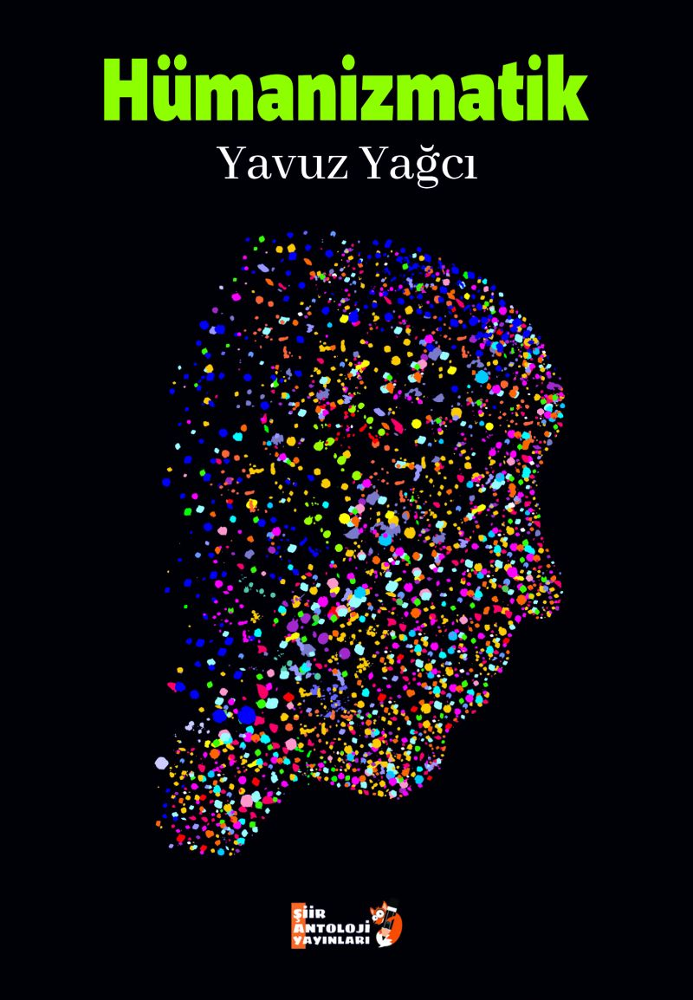 Hümanizmatik
Yavuz Yağcı
ŞİİR
ANTOLOJİ
YAYINLARI